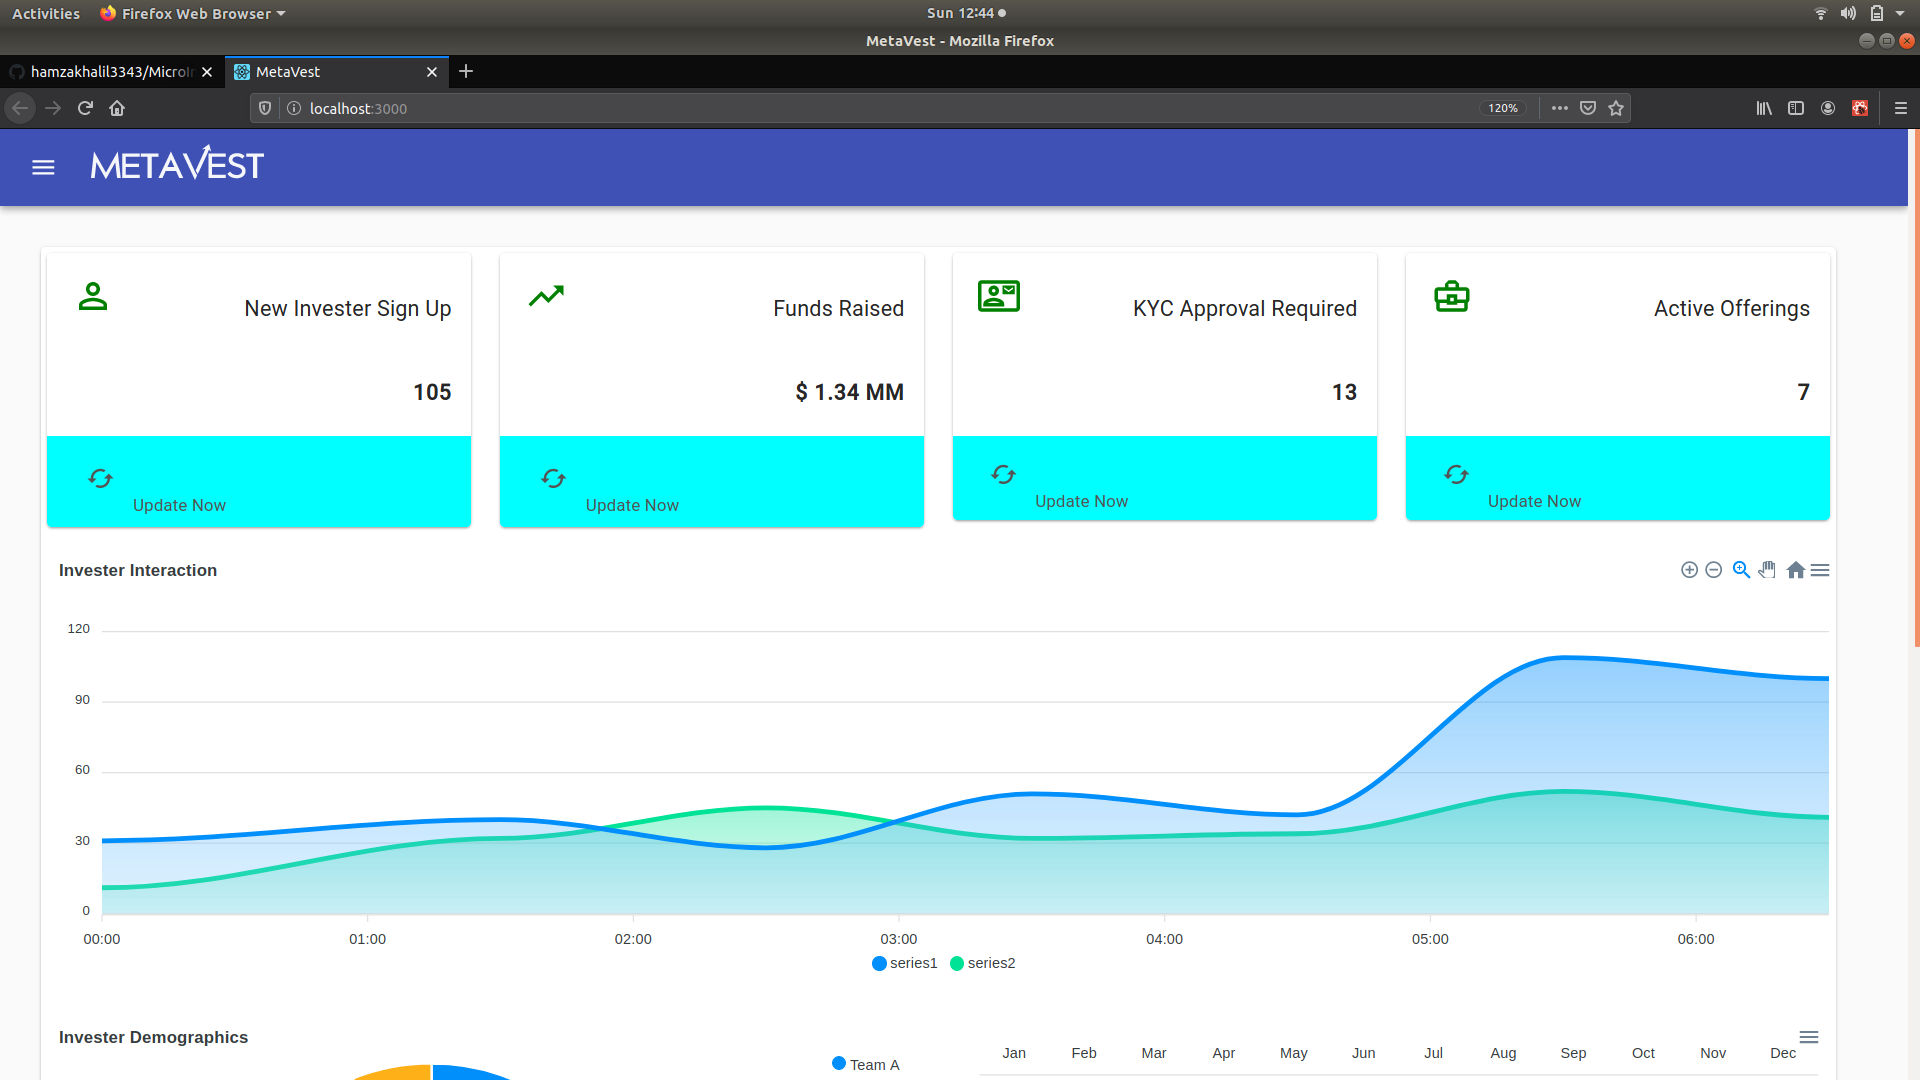 Activities Firefox Web Browser Sun 12:44
MetaVest - Mozilla Firefox
hamzakhalil3343/MicroIn MetaVest
localhost:3000 120%
METAVEST
New Invester Sign Up
105
Update Now
Funds Raised
$ 1.34 MM
Update Now
KYC Approval Required
13
Update Now
Active Offerings
7
Update Now
Invester Interaction
120
90
60
30
0
00:00 01:00 02:00 03:00 04:00 05:00 06:00
series1 series2
Invester Demographics
Team A
Jan Feb Mar Apr May Jun Jul Aug Sep Oct Nov Dec